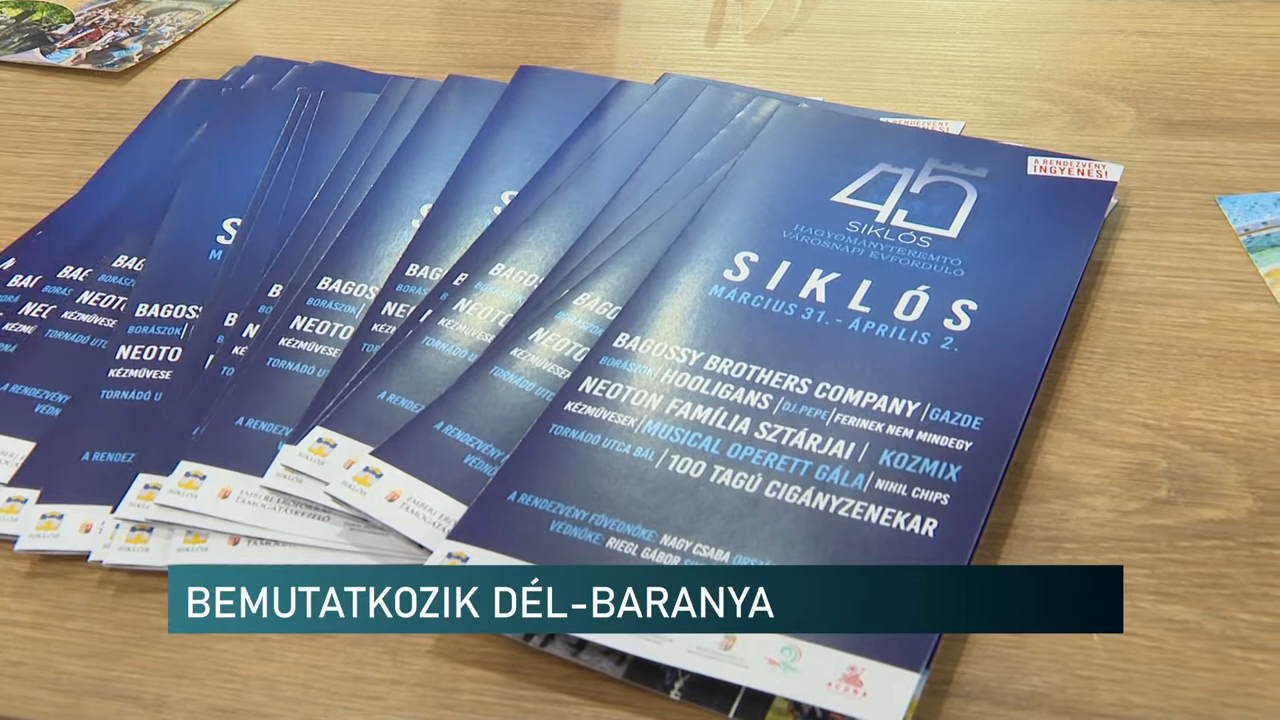 A RENDEZVÉNY
INGYENES!
45
SIKLÓS
HAGYOMÁNYTEREMTŐ
VÁROSNAPI ÉVFORDULÓ
SIKLÓS
MÁRCIUS 31. - ÁPRILIS 2.
BAGOSSY BROTHERS COMPANY | GAZDE
BORÁSZOK | HOOLIGANS | DJ.PEPE | FERINEK NEM MINDEGY
NEOTON FAMÍLIA SZTÁRJAI | KOZMIX
KÉZMŰVESEK | MUSICAL OPERETT GÁLA | NIHIL CHIPS
TORNÁDÓ UTCA BÁL | 100 TAGÚ CIGÁNYZENEKAR
A RENDEZVÉNY FŐVÉDNÖKE: NAGY CSABA
VÉDNÖKE: RIEGL GÁBOR
BEMUTATKOZIK DÉL-BARANYA